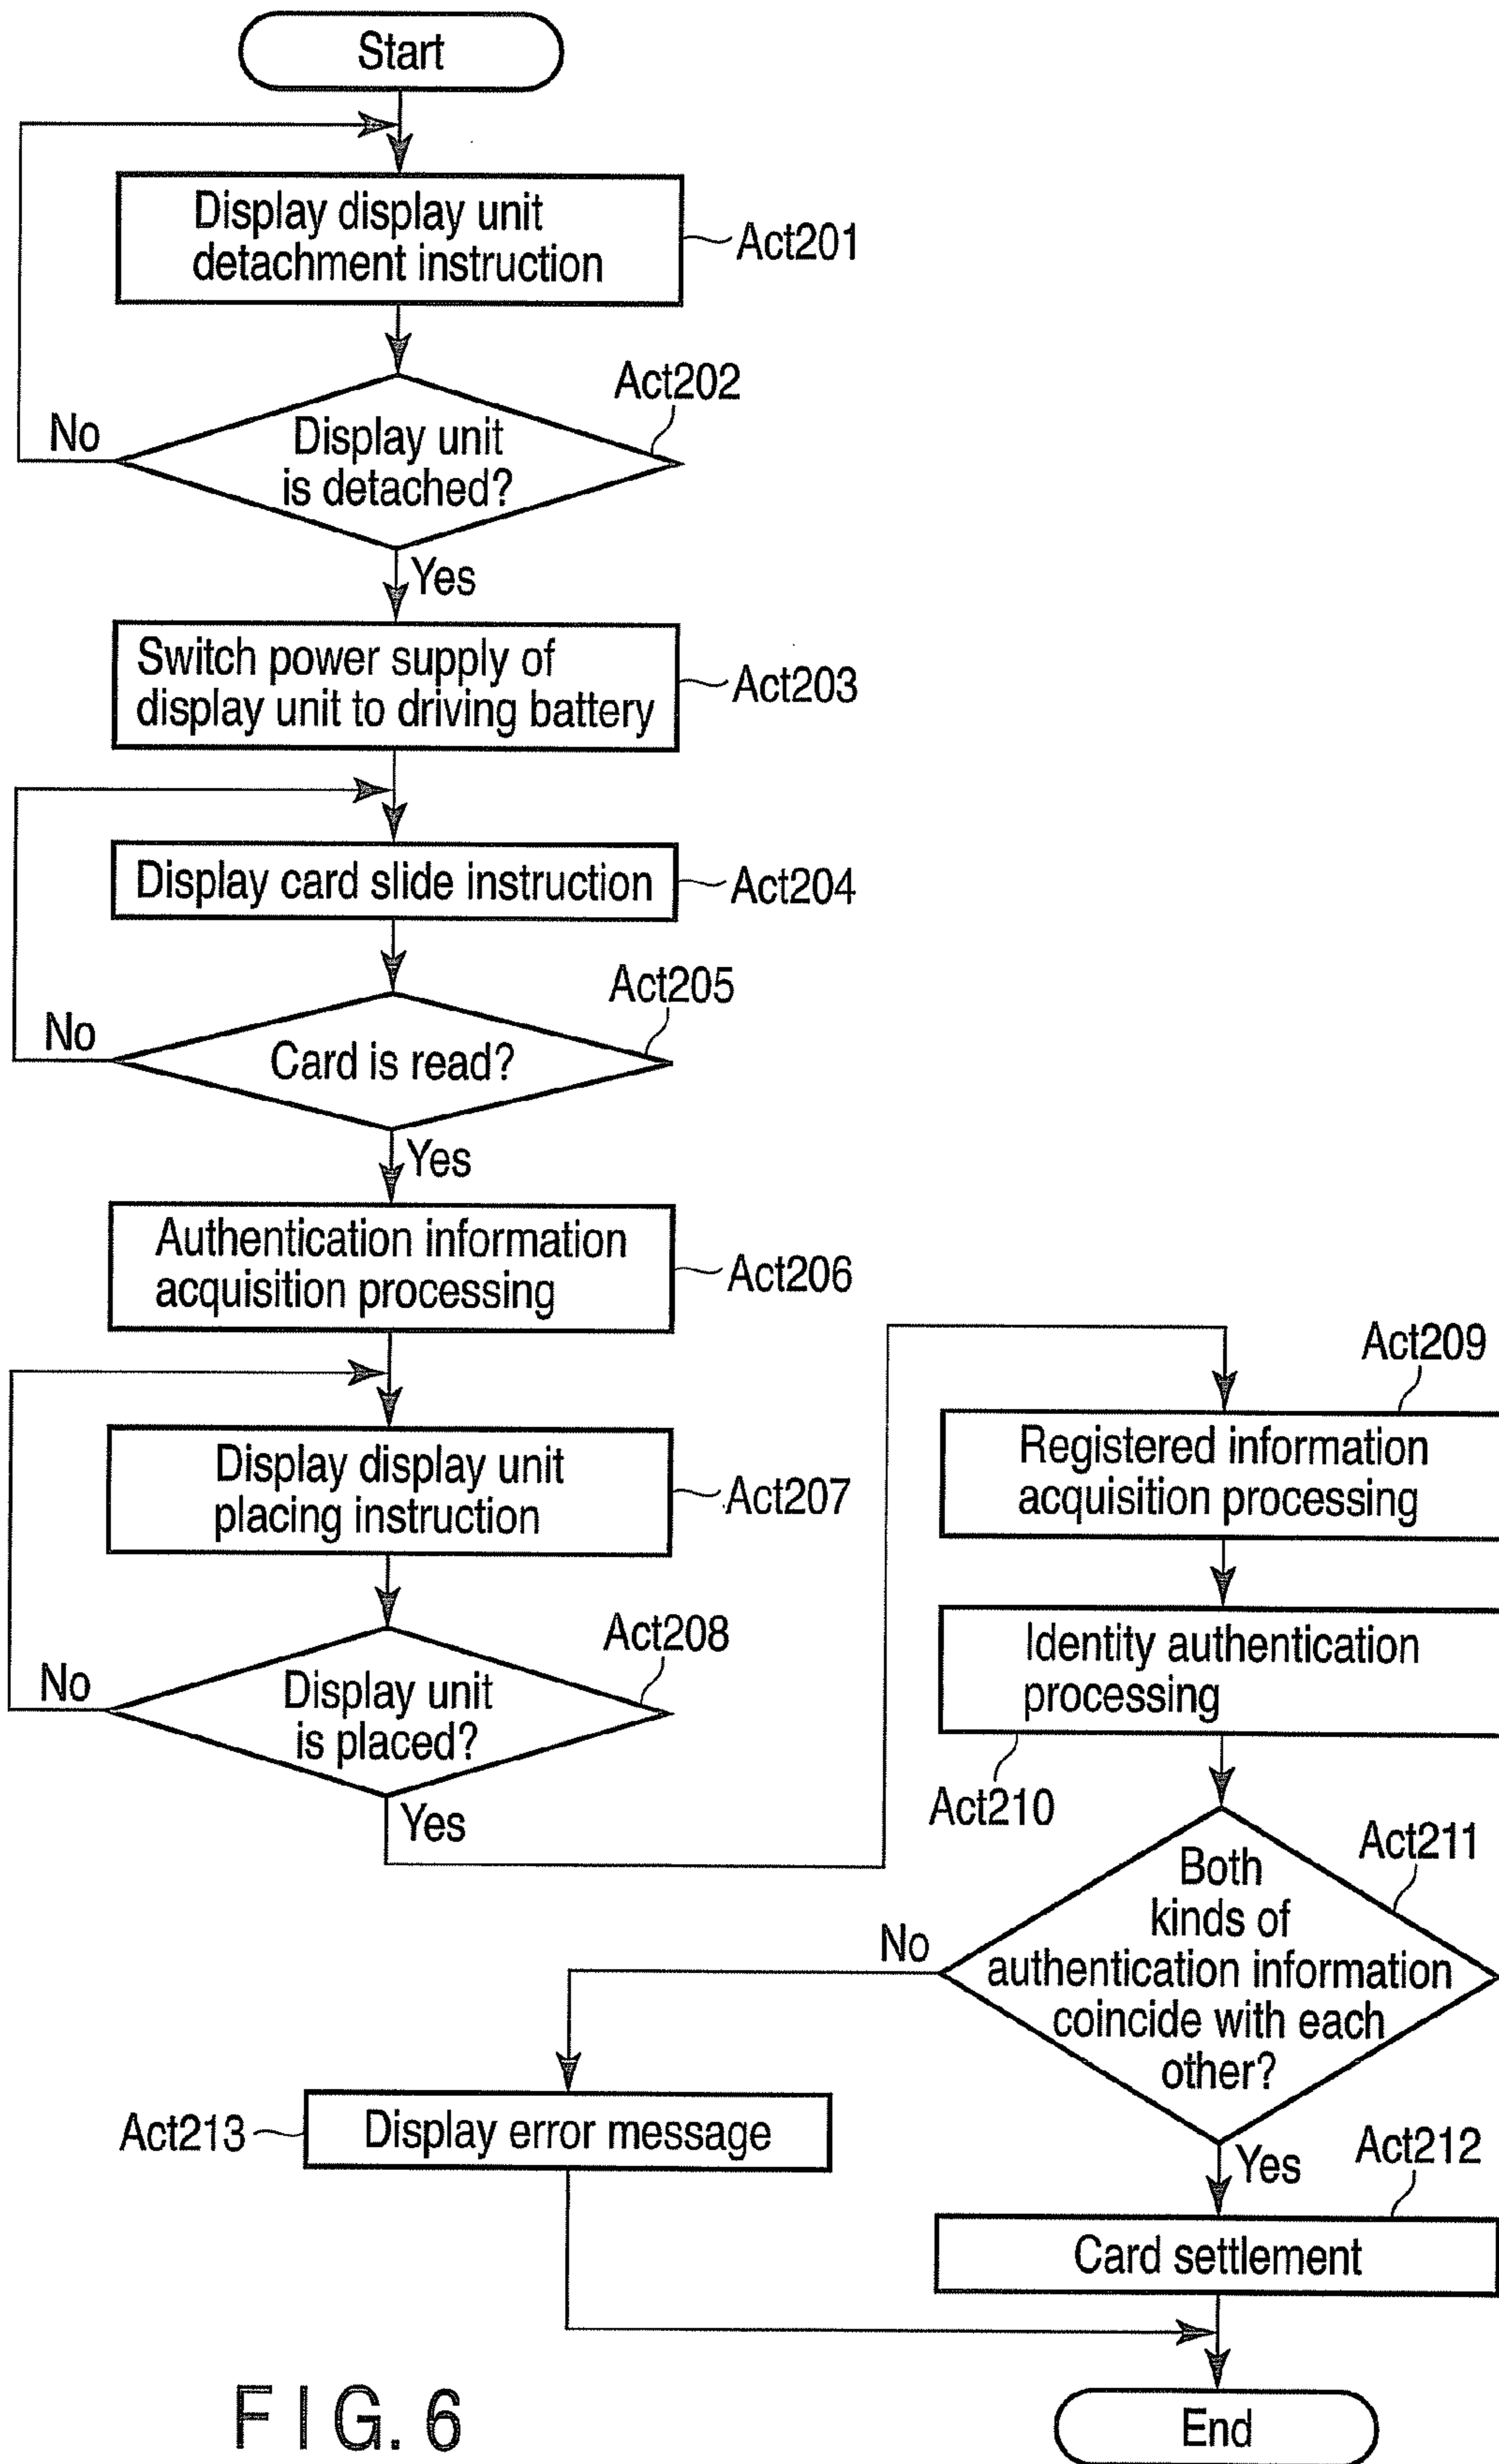 Start
Display display unit
detachment instruction
Act201
Act202
Display unit
is detached?
No
Yes
Switch power supply of
display unit to driving battery
Act203
Display card slide instruction
Act204
Act205
Card is read?
No
Yes
Authentication information
acquisition processing
Act206
Display display unit
placing instruction
Act207
Act208
Display unit
is placed?
No
Yes
Act209
Registered information
acquisition processing
Identity authentication
processing
Act210
Act211
Both
kinds of
authentication information
coincide with each
other?
No
Yes
Act213
Display error message
Act212
Card settlement
End
FIG. 6